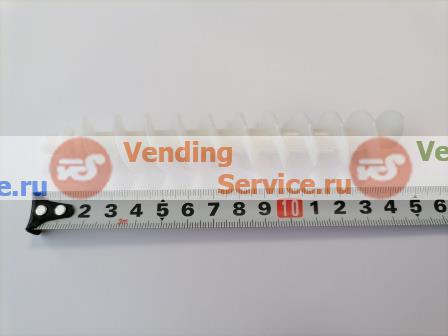 Vending
Service.ru
e.ru
Ve
2 3 4 5 6 7 8 9 10 1 2 3 4 5 6
3m